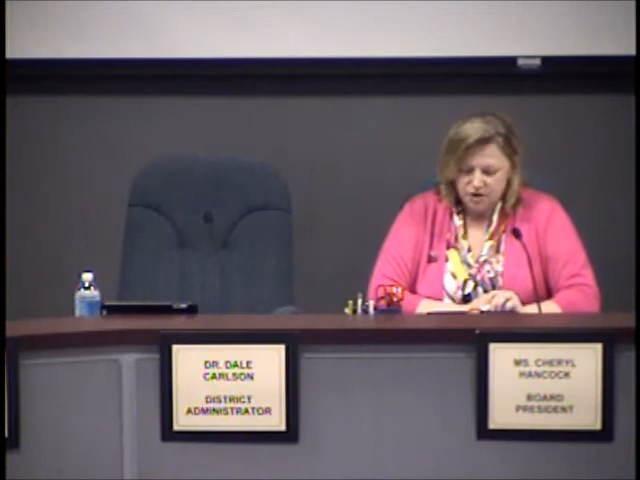 DR. DALE
CARLSON
DISTRICT
ADMINISTRATOR
MS. CHERYL
HANCOCK
BOARD
PRESIDENT